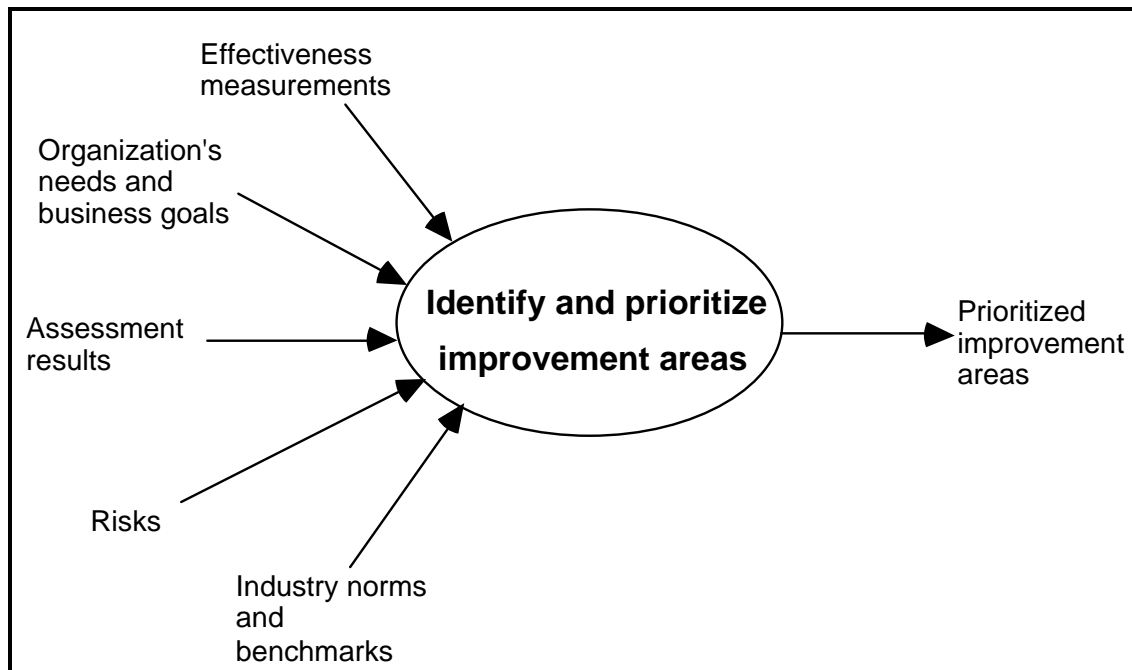 Effectiveness
measurements
Organization's
needs and
business goals
Identify and prioritize
improvement areas
Assessment
results
Prioritized
improvement
areas
Risks
Industry norms
and
benchmarks